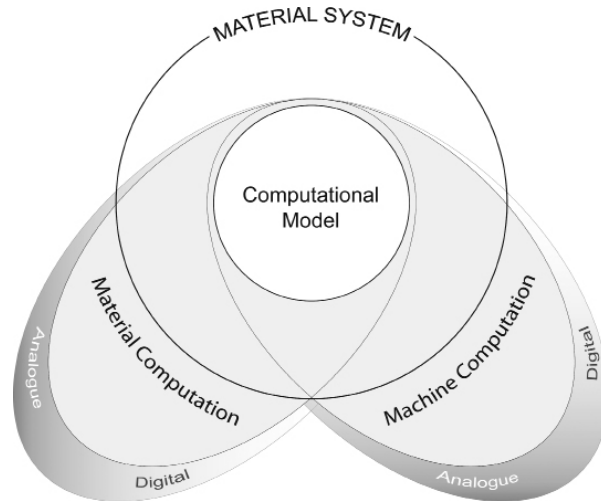 MATERIAL SYSTEM
Computational
Model
Material Computation
Machine Computation
Analogue
Digital
Digital
Analogue